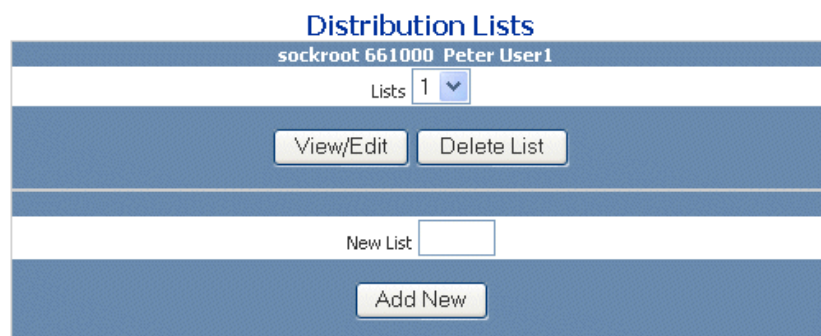 Distribution Lists
sockroot 661000 Peter User1
Lists 1
View/Edit Delete List
New List
Add New